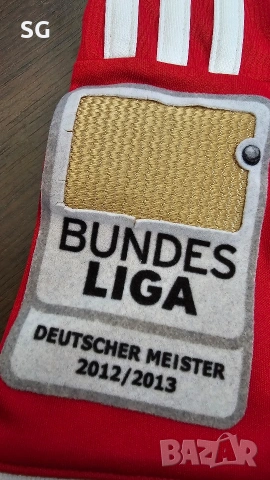 SG
BUNDES
LIGA
DEUTSCHER MEISTER
2012/2013
BAZAR